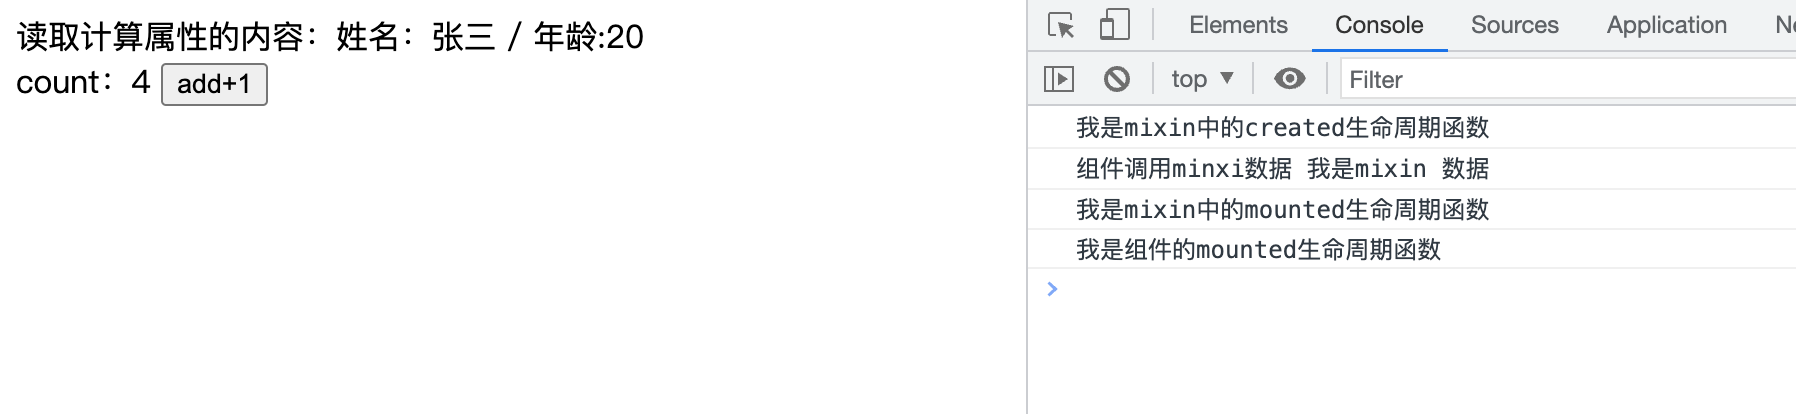 读取计算属性的内容：姓名：张三 / 年龄:20
count：4 add+1
Elements Console Sources Application Ne
top Filter
我是mixin中的created生命周期函数
组件调用minxi数据 我是mixin 数据
我是mixin中的mounted生命周期函数
我是组件的mounted生命周期函数